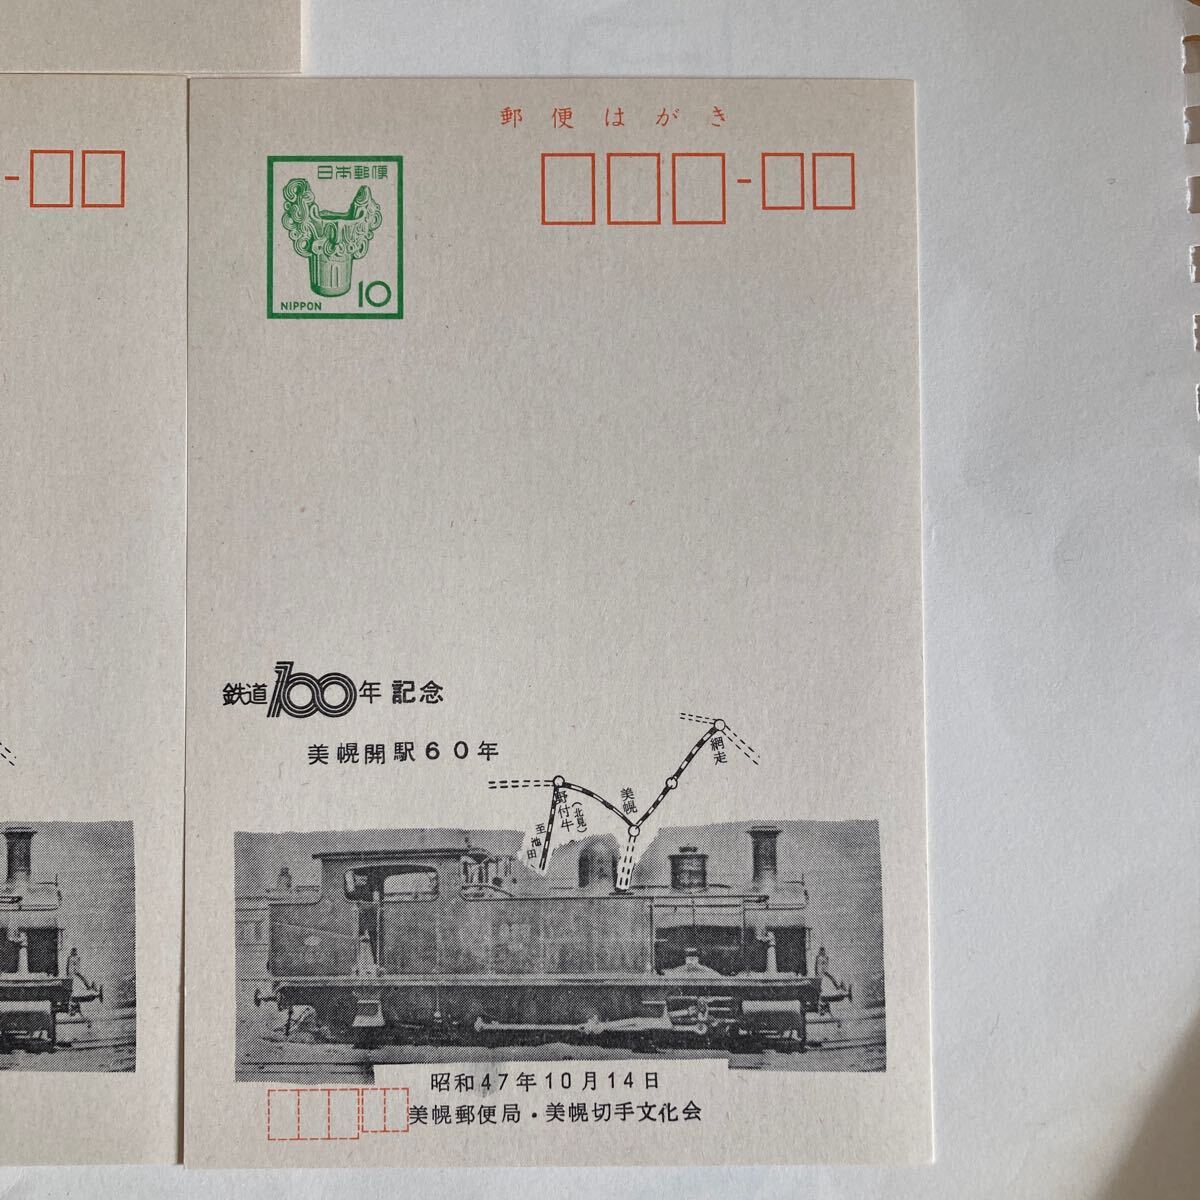 郵便はがき
日本郵便
NIPPON 10
鉄道100年記念
美幌開駅60年
網走
美幌
野付牛
(北見)
至池田
昭和47年10月14日
美幌郵便局・美幌切手文化会